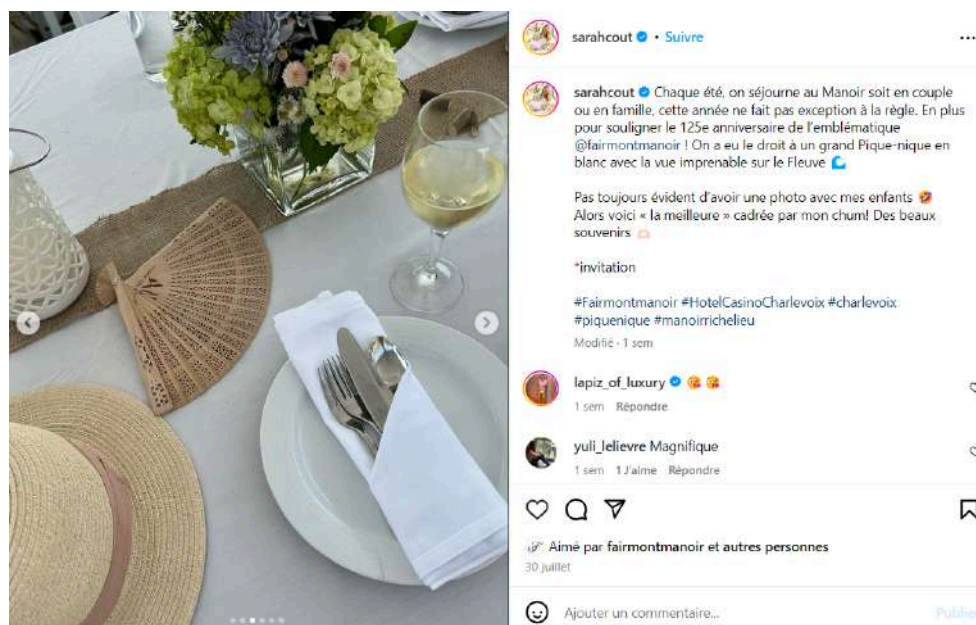 sarahcout • Suivre
sarahcout Chaque été, on séjourne au Manoir soit en couple
ou en famille, cette année ne fait pas exception à la règle. En plus
pour souligner le 125e anniversaire de l'emblématique
@fairmontmanoir ! On a eu le droit à un grand Pique-nique en
blanc avec la vue imprenable sur le Fleuve 🌊
Pas toujours évident d'avoir une photo avec mes enfants 🤣
Alors voici « la meilleure » cadrée par mon chum! Des beaux
souvenirs 🫶🏻
*invitation
#Fairmontmanoir #HotelCasinoCharlevoix #charlevoix
#piquenique #manoirrichelieu
Modifié · 1 sem
lapiz_of_luxury 😘 😘
1 sem Répondre
yuli_lelievre Magnifique
1 sem 1 J'aime Répondre
Aimé par fairmontmanoir et autres personnes
30 juillet
Ajouter un commentaire...
Publier